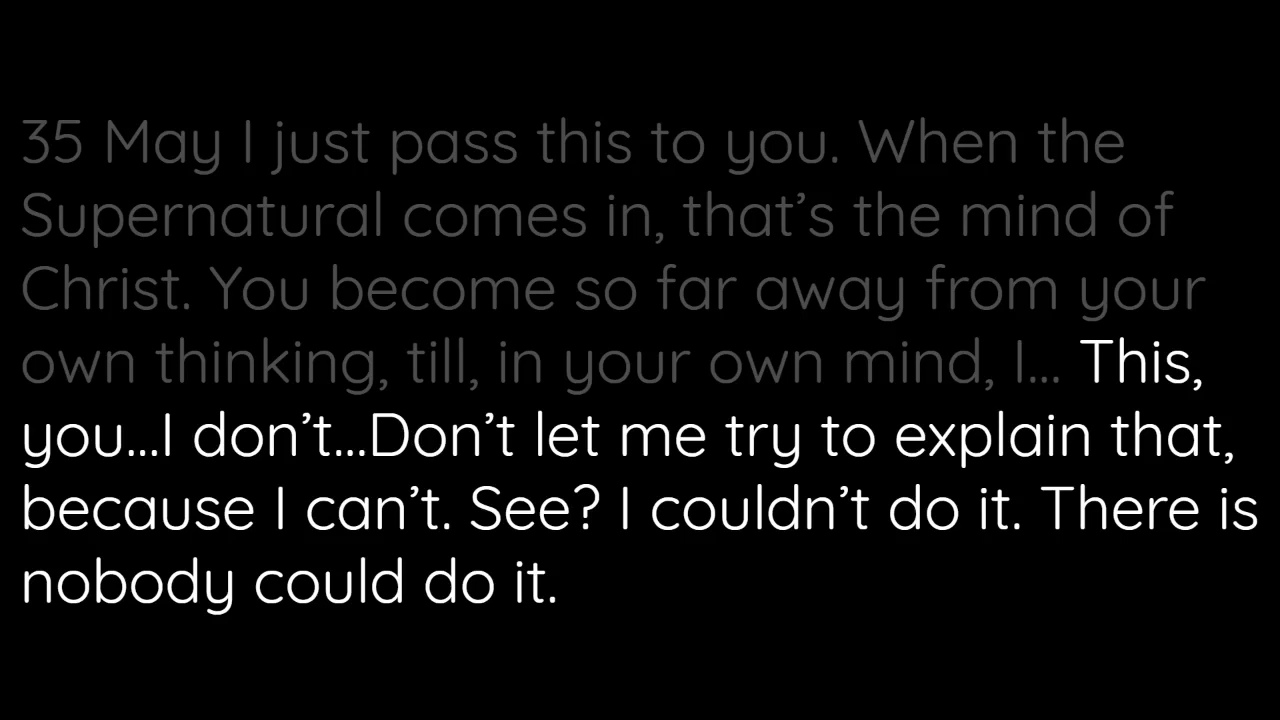 35 May I just pass this to you. When the
Supernatural comes in, that’s the mind of
Christ. You become so far away from your
own thinking, till, in your own mind, I... This,
you...I don’t...Don’t let me try to explain that,
because I can’t. See? I couldn’t do it. There is
nobody could do it.